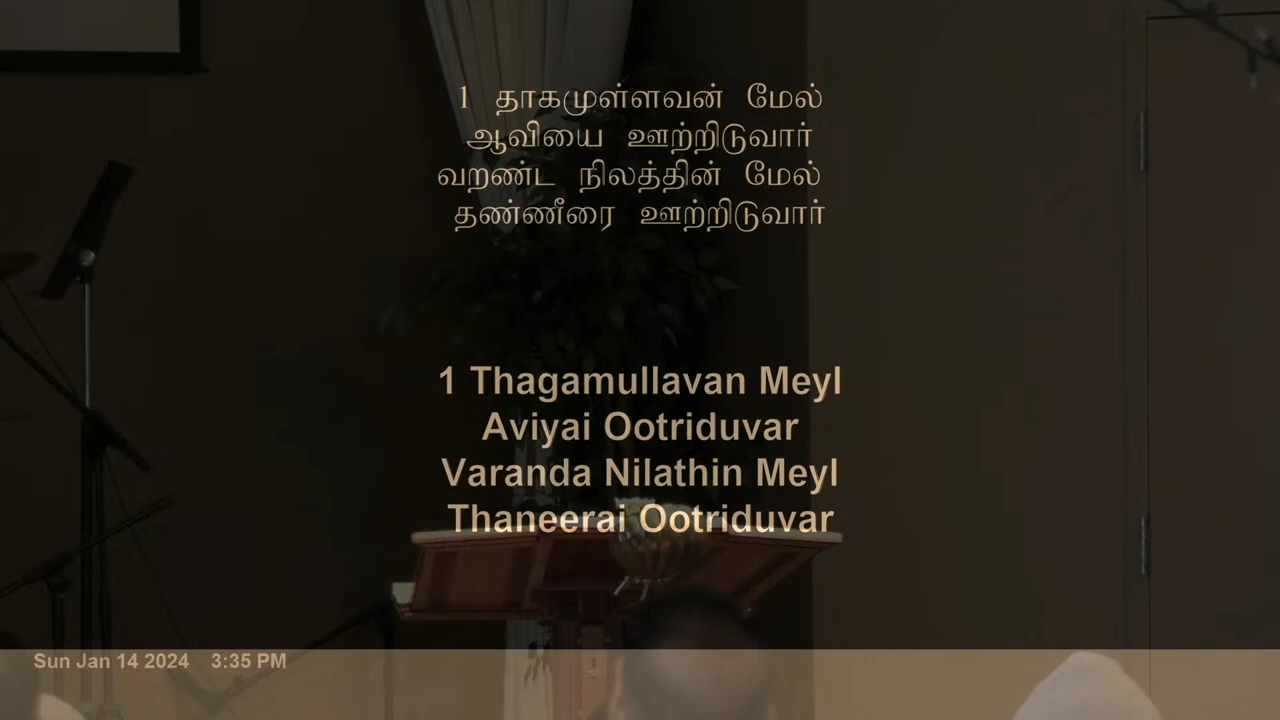 1 தாகமுள்ளவன் மேல்
ஆவியை ஊற்றிடுவார்
வறண்ட நிலத்தின் மேல்
தண்ணீரை ஊற்றிடுவார்
1 Thagamullavan Meyl
Aviyai Ootriduvar
Varanda Nilathin Meyl
Thaneerai Ootriduvar
Sun Jan 14 2024 3:35 PM